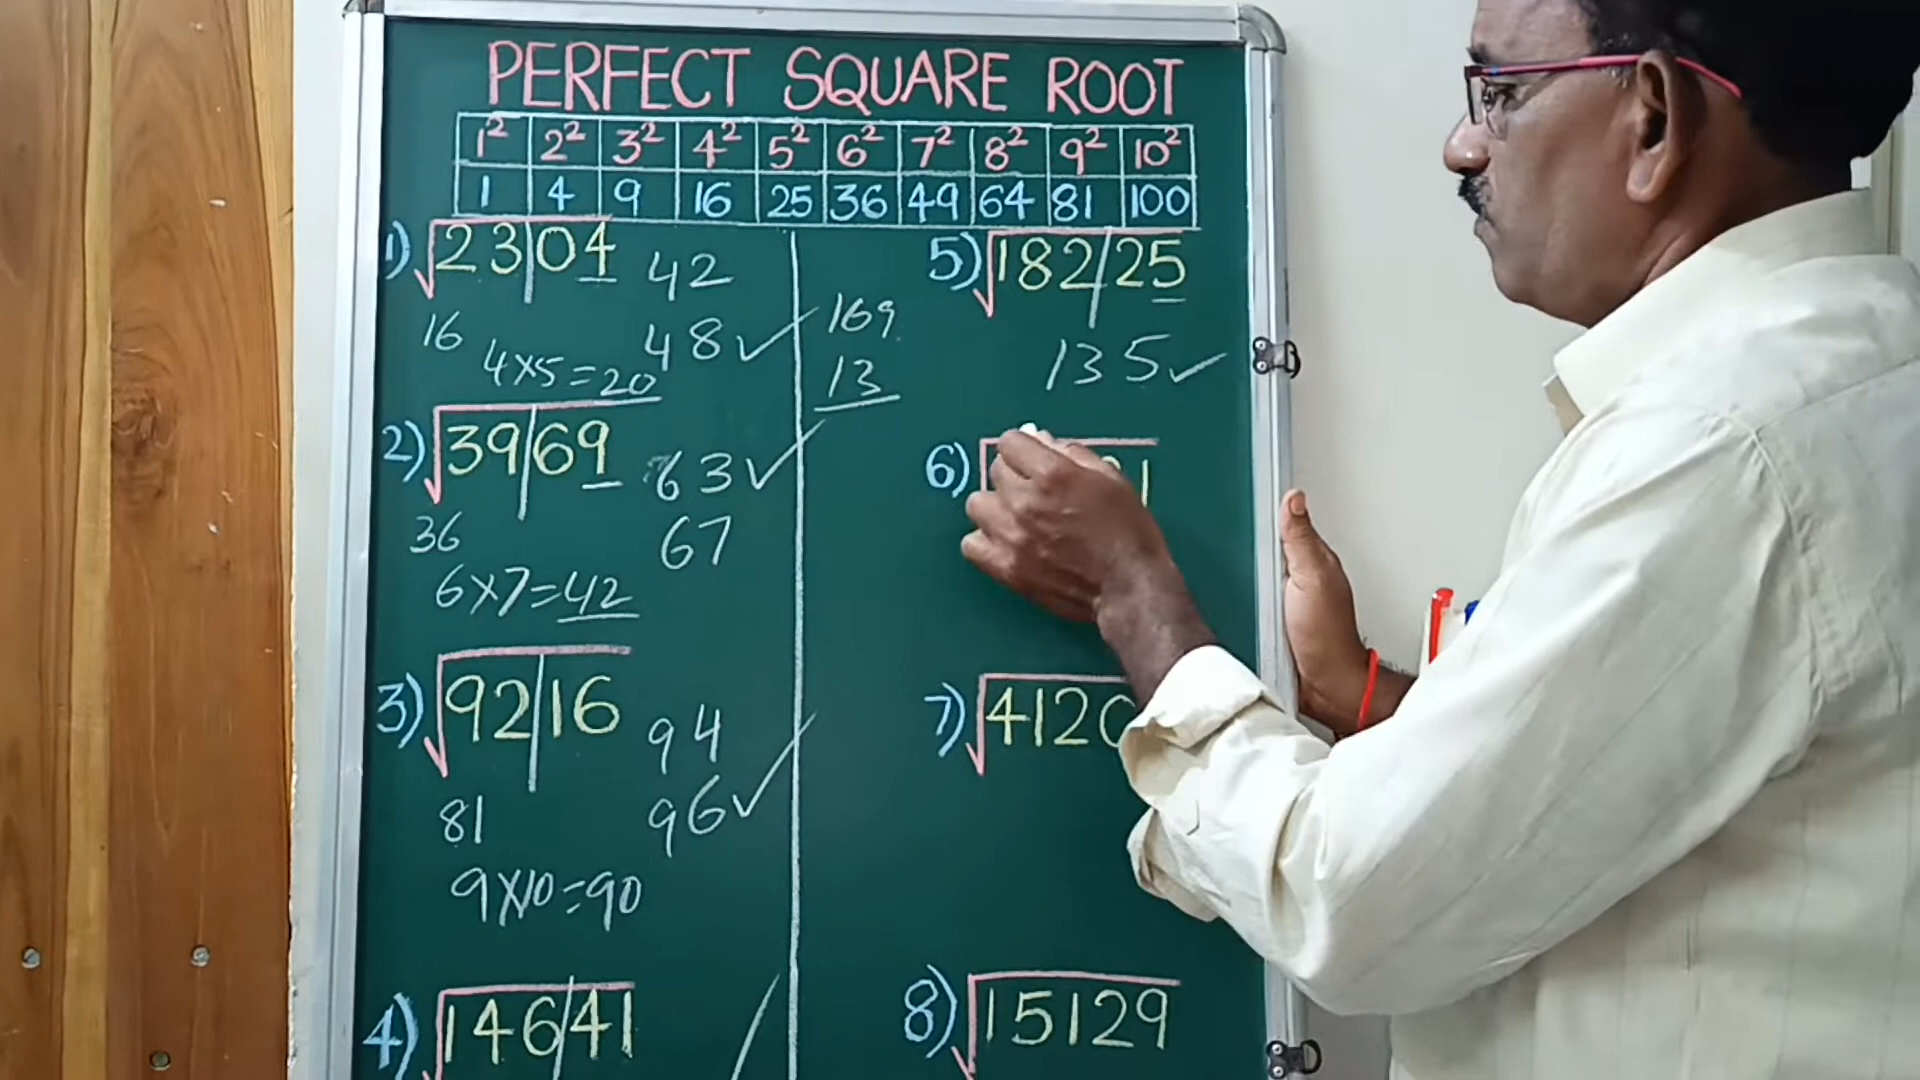 PERFECT SQUARE ROOT
1² 2² 3² 4² 5² 6² 7² 8² 9² 10²
1 4 9 16 25 36 49 64 81 100
1) √23|04 42
16 48 ✓
4×5=20
2) √39|69 63 ✓
36 67
6×7=42
3) √92|16 94
81 96 ✓
9×10=90
4) √146|41
5) √182|25
169
13
135 ✓
6)
7) √412
8) √15129